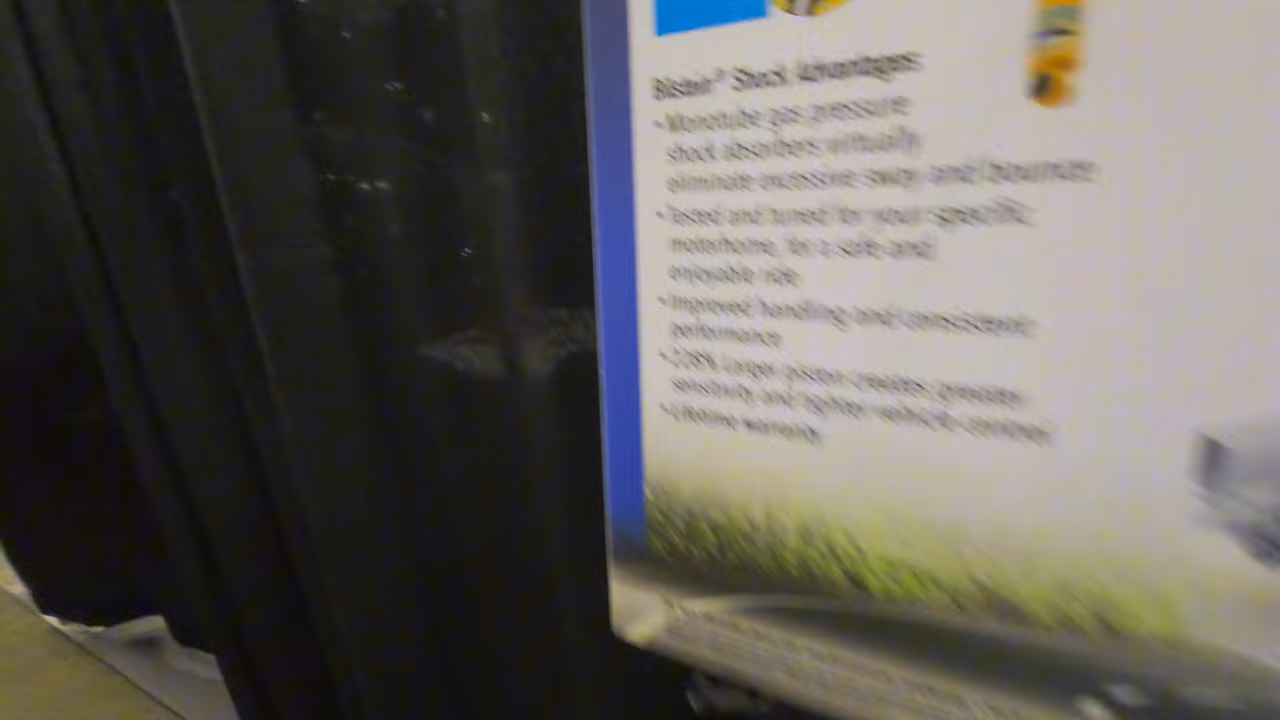 Bilstein® Shock Advantages
•Monotube gas pressure
shock absorbers virtually
eliminate excessive sway and bounce
•Tested and tuned for your specific
motorhome, for a safe and
enjoyable ride
•Improved handling and consistent
performance
Larger piston creates greater
sensitivity and tighter vehicle control
•Lifetime warranty